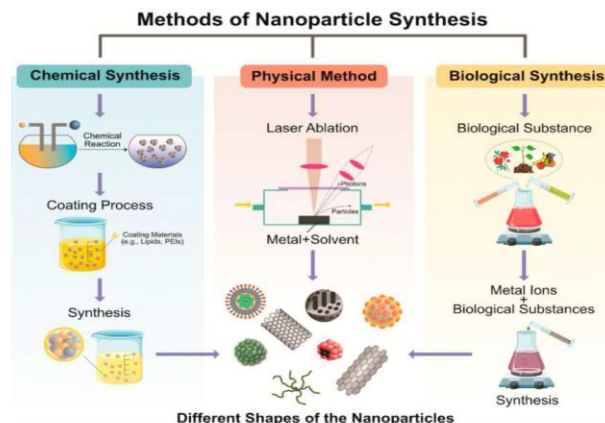 Methods of Nanoparticle Synthesis
Chemical Synthesis
Chemical
Reaction
Coating Process
Coating Materials
(e.g., Lipids, PEIs)
Synthesis
Physical Method
Laser Ablation
Photons
Particles
Metal+Solvent
Biological Synthesis
Biological Substance
Metal Ions
+
Biological Substances
Synthesis
Different Shapes of the Nanoparticles